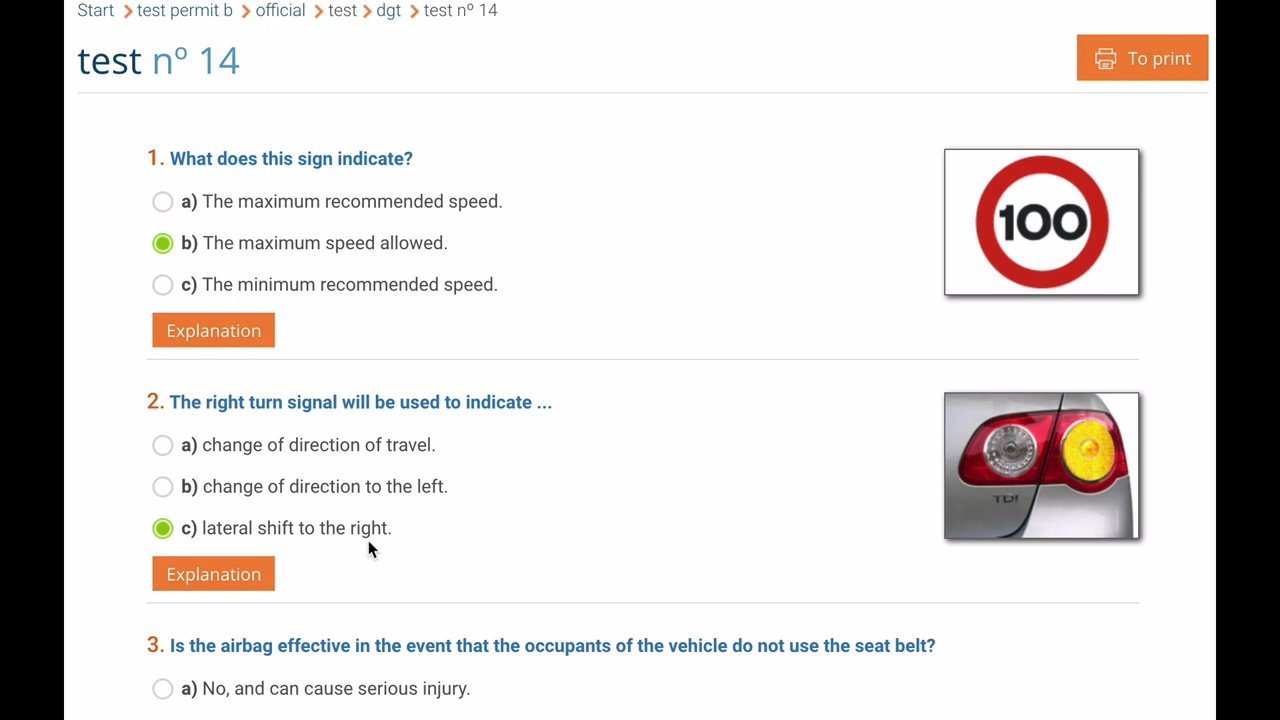 Start test permit b official test dgt test nº 14
test nº 14
To print
1. What does this sign indicate?
a) The maximum recommended speed.
b) The maximum speed allowed.
c) The minimum recommended speed.
100
Explanation
2. The right turn signal will be used to indicate ...
a) change of direction of travel.
b) change of direction to the left.
c) lateral shift to the right.
TDI
Explanation
3. Is the airbag effective in the event that the occupants of the vehicle do not use the seat belt?
a) No, and can cause serious injury.